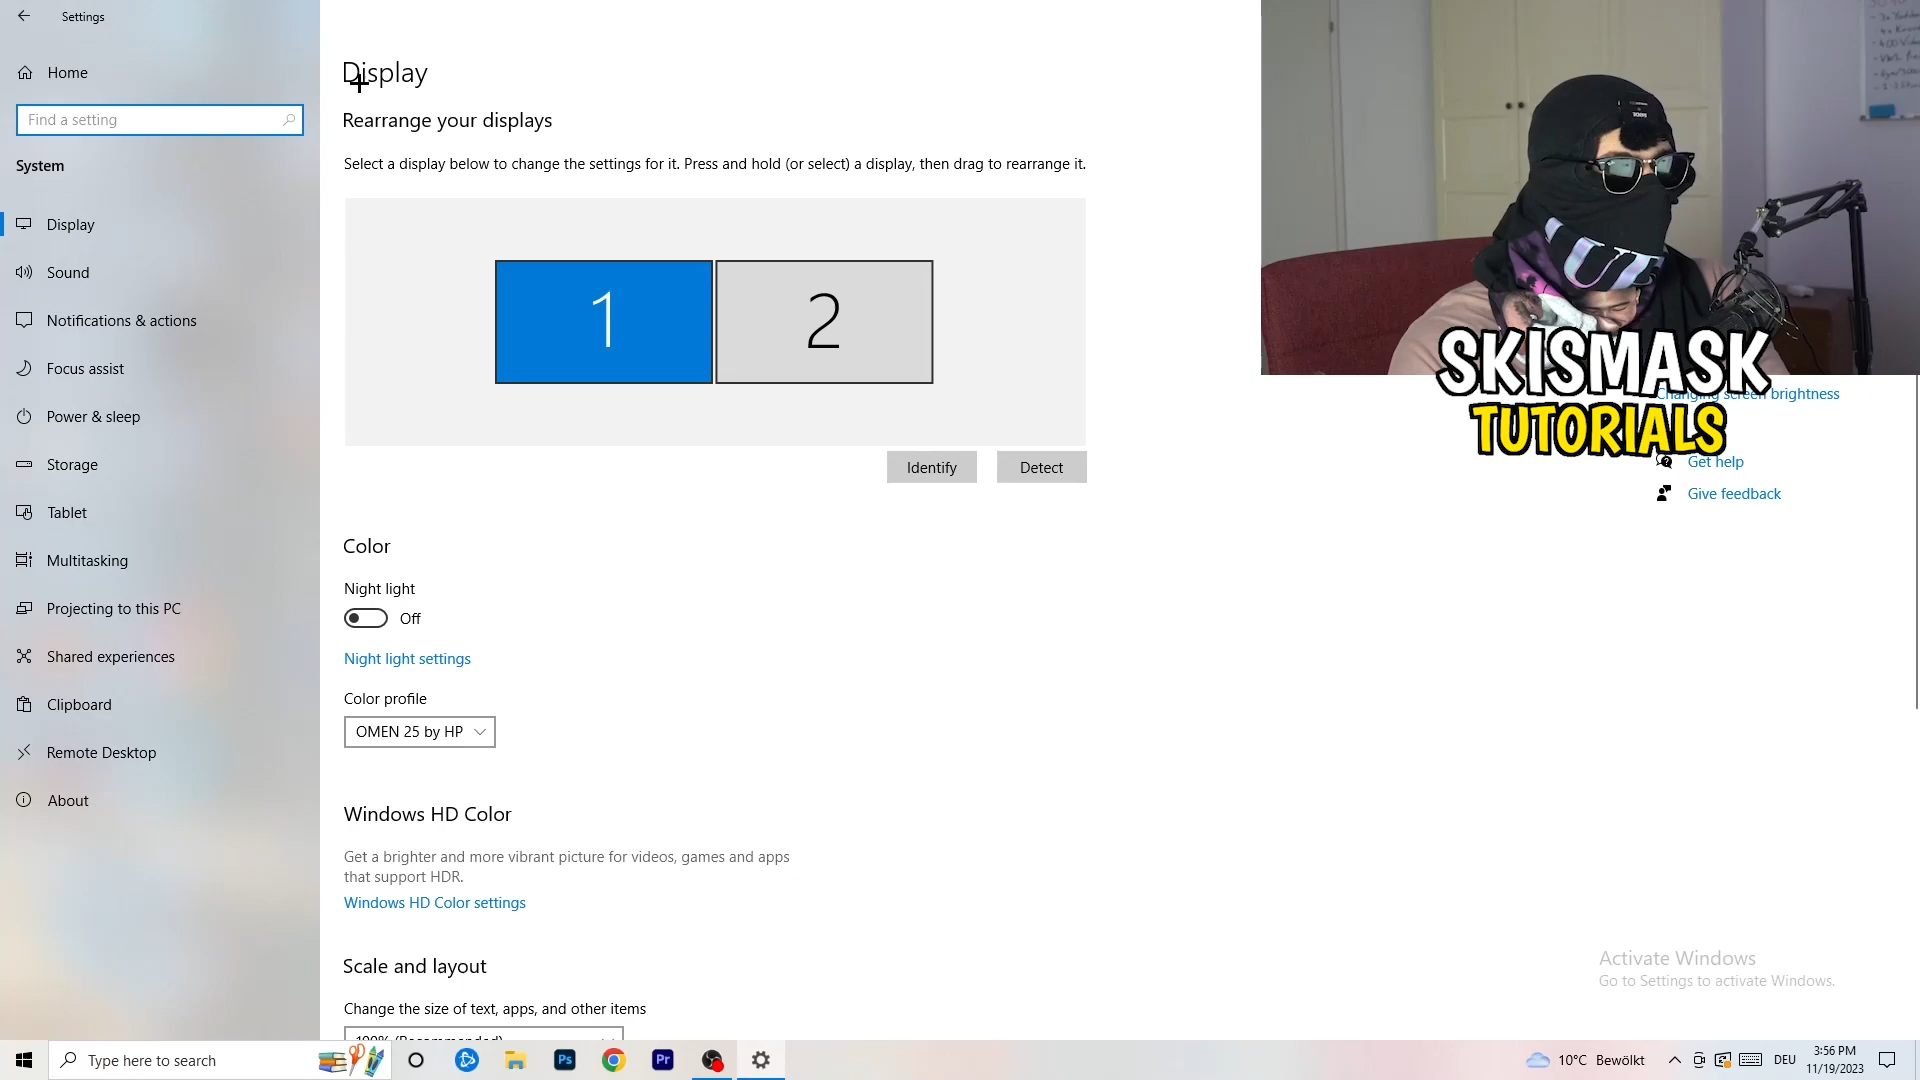 Settings
Home
Find a setting
System
Display
Sound
Notifications & actions
Focus assist
Power & sleep
Storage
Tablet
Multitasking
Projecting to this PC
Shared experiences
Clipboard
Remote Desktop
About
Display
Rearrange your displays
Select a display below to change the settings for it. Press and hold (or select) a display, then drag to rearrange it.
1
2
Identify
Detect
Color
Night light
Off
Night light settings
Color profile
OMEN 25 by HP
Windows HD Color
Get a brighter and more vibrant picture for videos, games and apps
that support HDR.
Windows HD Color settings
Scale and layout
Change the size of text, apps, and other items
100% (Recommended)
SKISMASK
TUTORIALS
Changing screen brightness
Get help
Give feedback
Activate Windows
Go to Settings to activate Windows.
Type here to search
Ps
Pr
10°C Bewölkt
DEU
3:56 PM
11/19/2023